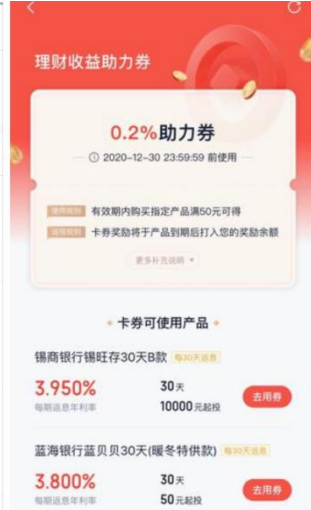 理财收益助力券
0.2%助力券
2020-12-30 23:59:59 前使用
使用规则 有效期内购买指定产品满50元可得
返现规则 卡券奖励将于产品到期后打入您的奖励余额
更多补充说明
卡券可使用产品
锡商银行锡旺存30天B款 每30天派息
3.950% 30天 去用券
每期派息年利率 10000元起投
蓝海银行蓝贝贝30天(暖冬特供款) 每30天派息
3.800% 30天 去用券
每期派息年利率 50元起投